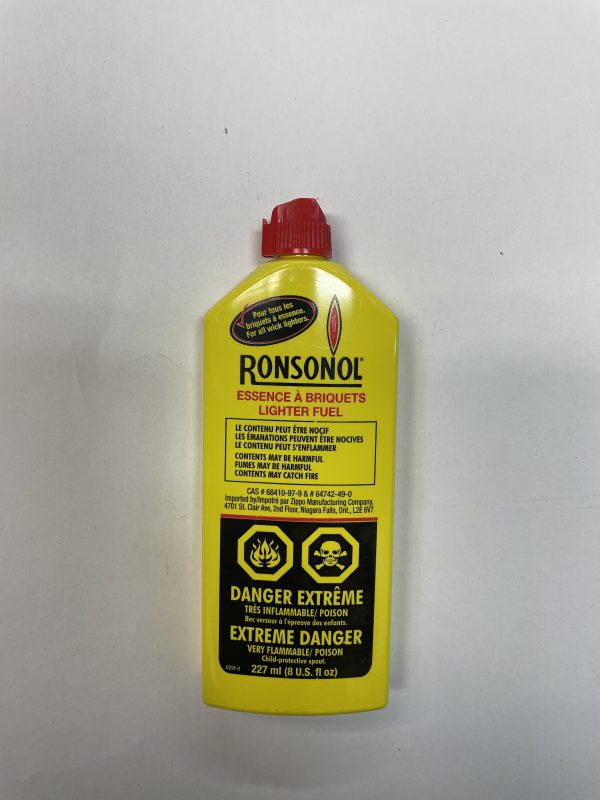 Pour tous les
briquets à essence.
For all wick lighters.
RONSONOL®
ESSENCE À BRIQUETS
LIGHTER FUEL
LE CONTENU PEUT ÊTRE NOCIF
LES ÉMANATIONS PEUVENT ÊTRE NOCIVES
LE CONTENU PEUT S'ENFLAMMER
CONTENTS MAY BE HARMFUL
FUMES MAY BE HARMFUL
CONTENTS MAY CATCH FIRE
CAS # 68410-97-9 & # 64742-49-0
Imported by/Impotré par Zippo Manufacturing Company,
4701 St. Clair Ave, 2nd Floor, Niagara Falls, Ont., L2E 6V7
DANGER EXTRÊME
TRÈS INFLAMMABLE/ POISON
Bec verseur à l'épreuve des enfants.
EXTREME DANGER
VERY FLAMMABLE/ POISON
Child-protective spout.
227 ml (8 U.S. fl oz)